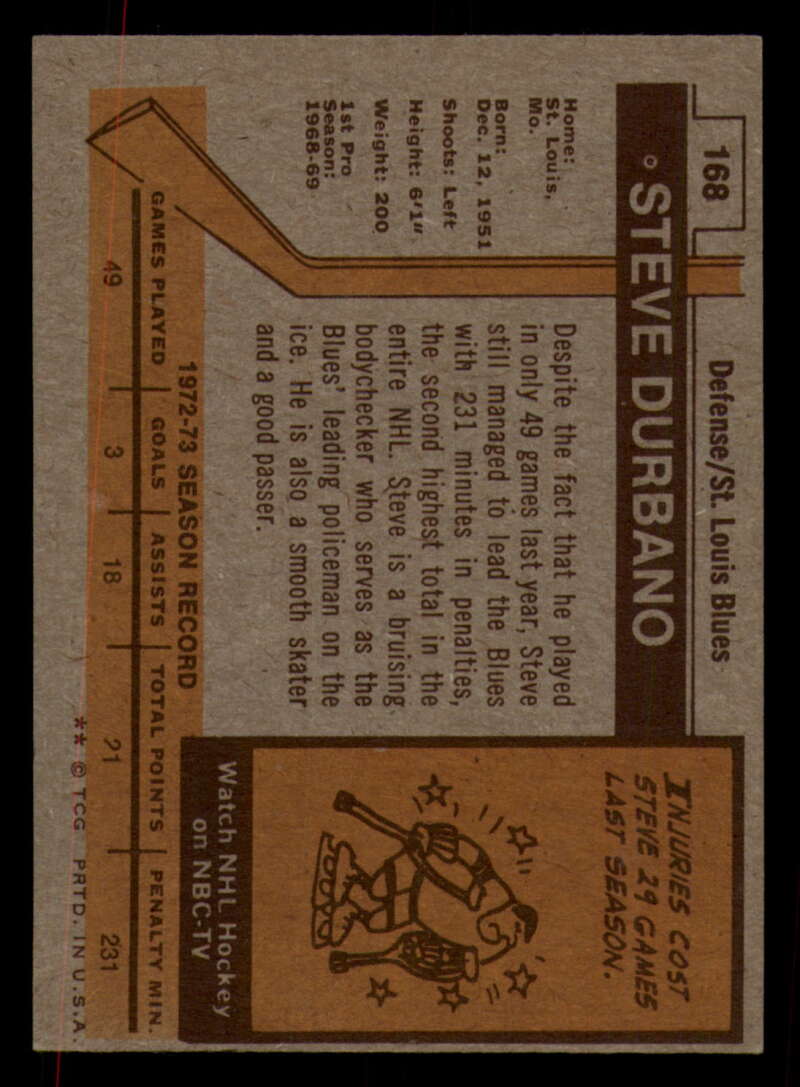 168
Defense/St. Louis Blues
° STEVE DURBANO
Home:
St. Louis,
Mo.
Born:
Dec. 12, 1951
Shoots: Left
Height: 6'1"
Weight: 200
1st Pro
Season:
1968-69
Despite the fact that he played
in only 49 games last year, Steve
still managed to lead the Blues
with 231 minutes in penalties,
the second highest total in the
entire NHL. Steve is a bruising
bodychecker who serves as the
Blues' leading policeman on the
ice. He is also a smooth skater
and a good passer.
INJURIES COST
STEVE 29 GAMES
LAST SEASON.
Watch NHL Hockey
on NBC-TV
1972-73 SEASON RECORD
GAMES PLAYED GOALS ASSISTS TOTAL POINTS PENALTY MIN.
49 3 18 21 231
** © TCG PRTD. IN U.S.A.